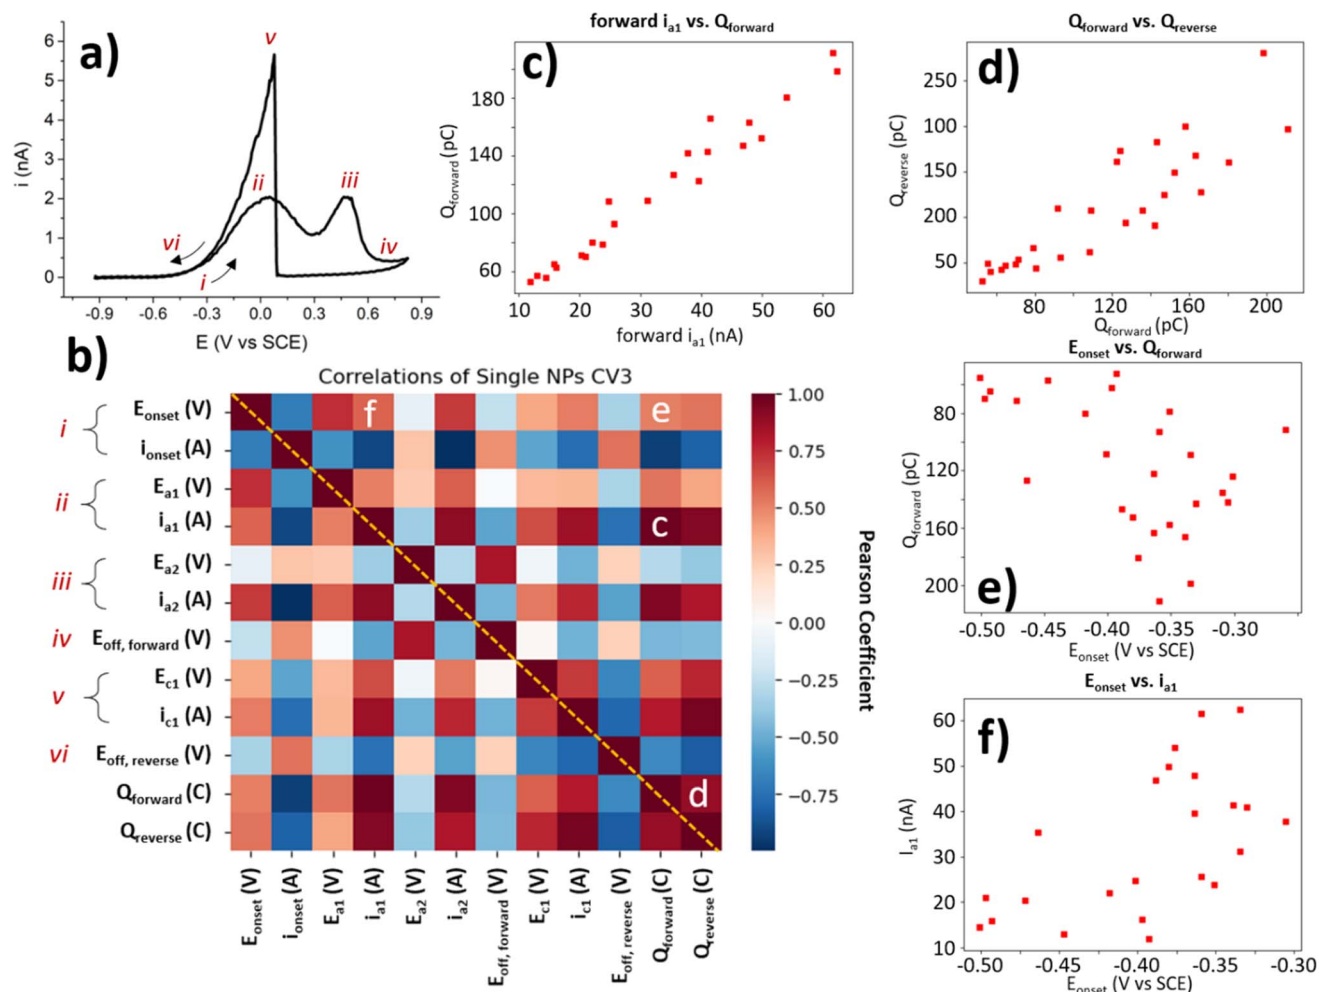 a)
6
5
4
3
2
1
0
i (nA)
v
ii
iii
iv
vi
i
-0.9
-0.6
-0.3
0.0
0.3
0.6
0.9
E (V vs SCE)
forward ia1 vs. Qforward
c)
180
140
100
60
Qforward (pC)
10
20
30
40
50
60
forward ia1 (nA)
Qforward vs. Qreverse
d)
250
100
150
200
50
Qreverse (pC)
80
120
160
200
Qforward (pC)
b)
Correlations of Single NPs CV3
i
ii
iii
iv
v
vi
Eonset (V)
ionset (A)
Ea1 (V)
ia1 (A)
Ea2 (V)
ia2 (A)
Eoff, forward (V)
Ec1 (V)
ic1 (A)
Eoff, reverse (V)
Qforward (C)
Qreverse (C)
f
e
c
d
Eonset (V)
ionset (A)
Ea1 (V)
ia1 (A)
Ea2 (V)
ia2 (A)
Eoff, forward (V)
Ec1 (V)
ic1 (A)
Eoff, reverse (V)
Qforward (C)
Qreverse (C)
1.00
0.75
0.50
0.25
0.00
−0.25
−0.50
−0.75
Pearson Coefficient
Eonset vs. Qforward
80
120
160
200
Qforward (pC)
e)
-0.50
-0.45
-0.40
-0.35
-0.30
Eonset (V vs SCE)
Eonset vs. ia1
f)
60
50
40
30
20
10
Ia1 (nA)
-0.50
-0.45
-0.40
-0.35
-0.30
Eonset (V vs SCE)